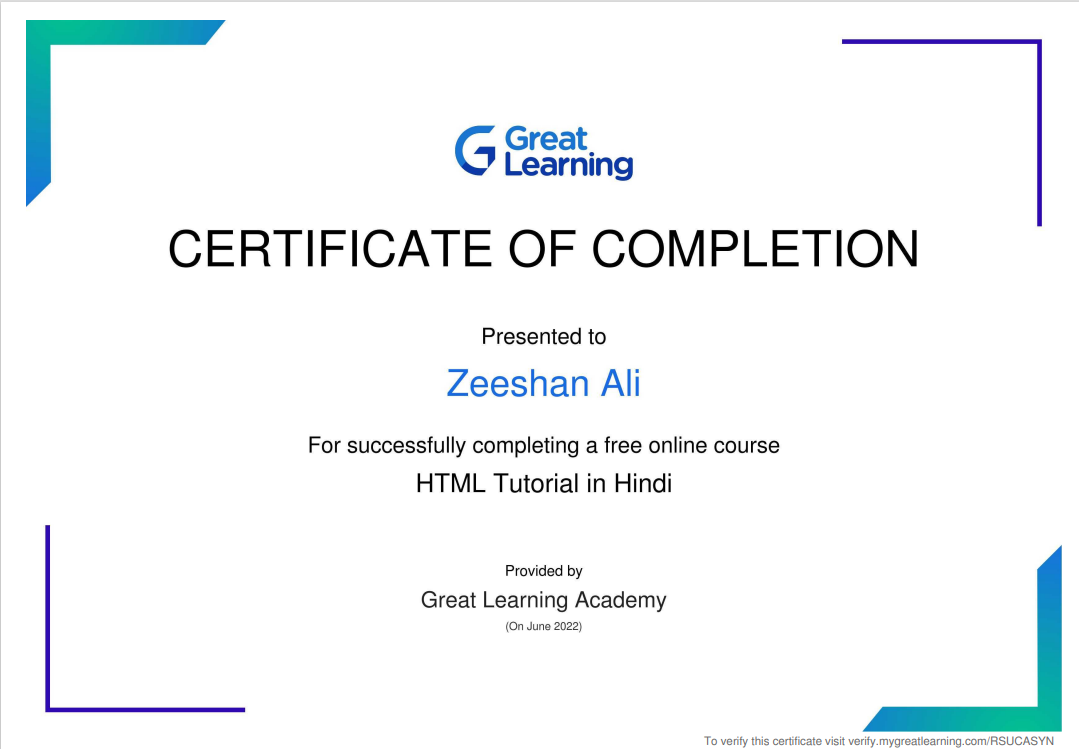 Great
Learning
CERTIFICATE OF COMPLETION
Presented to
Zeeshan Ali
For successfully completing a free online course
HTML Tutorial in Hindi
Provided by
Great Learning Academy
(On June 2022)
To verify this certificate visit verify.mygreatlearning.com/RSUCASYN